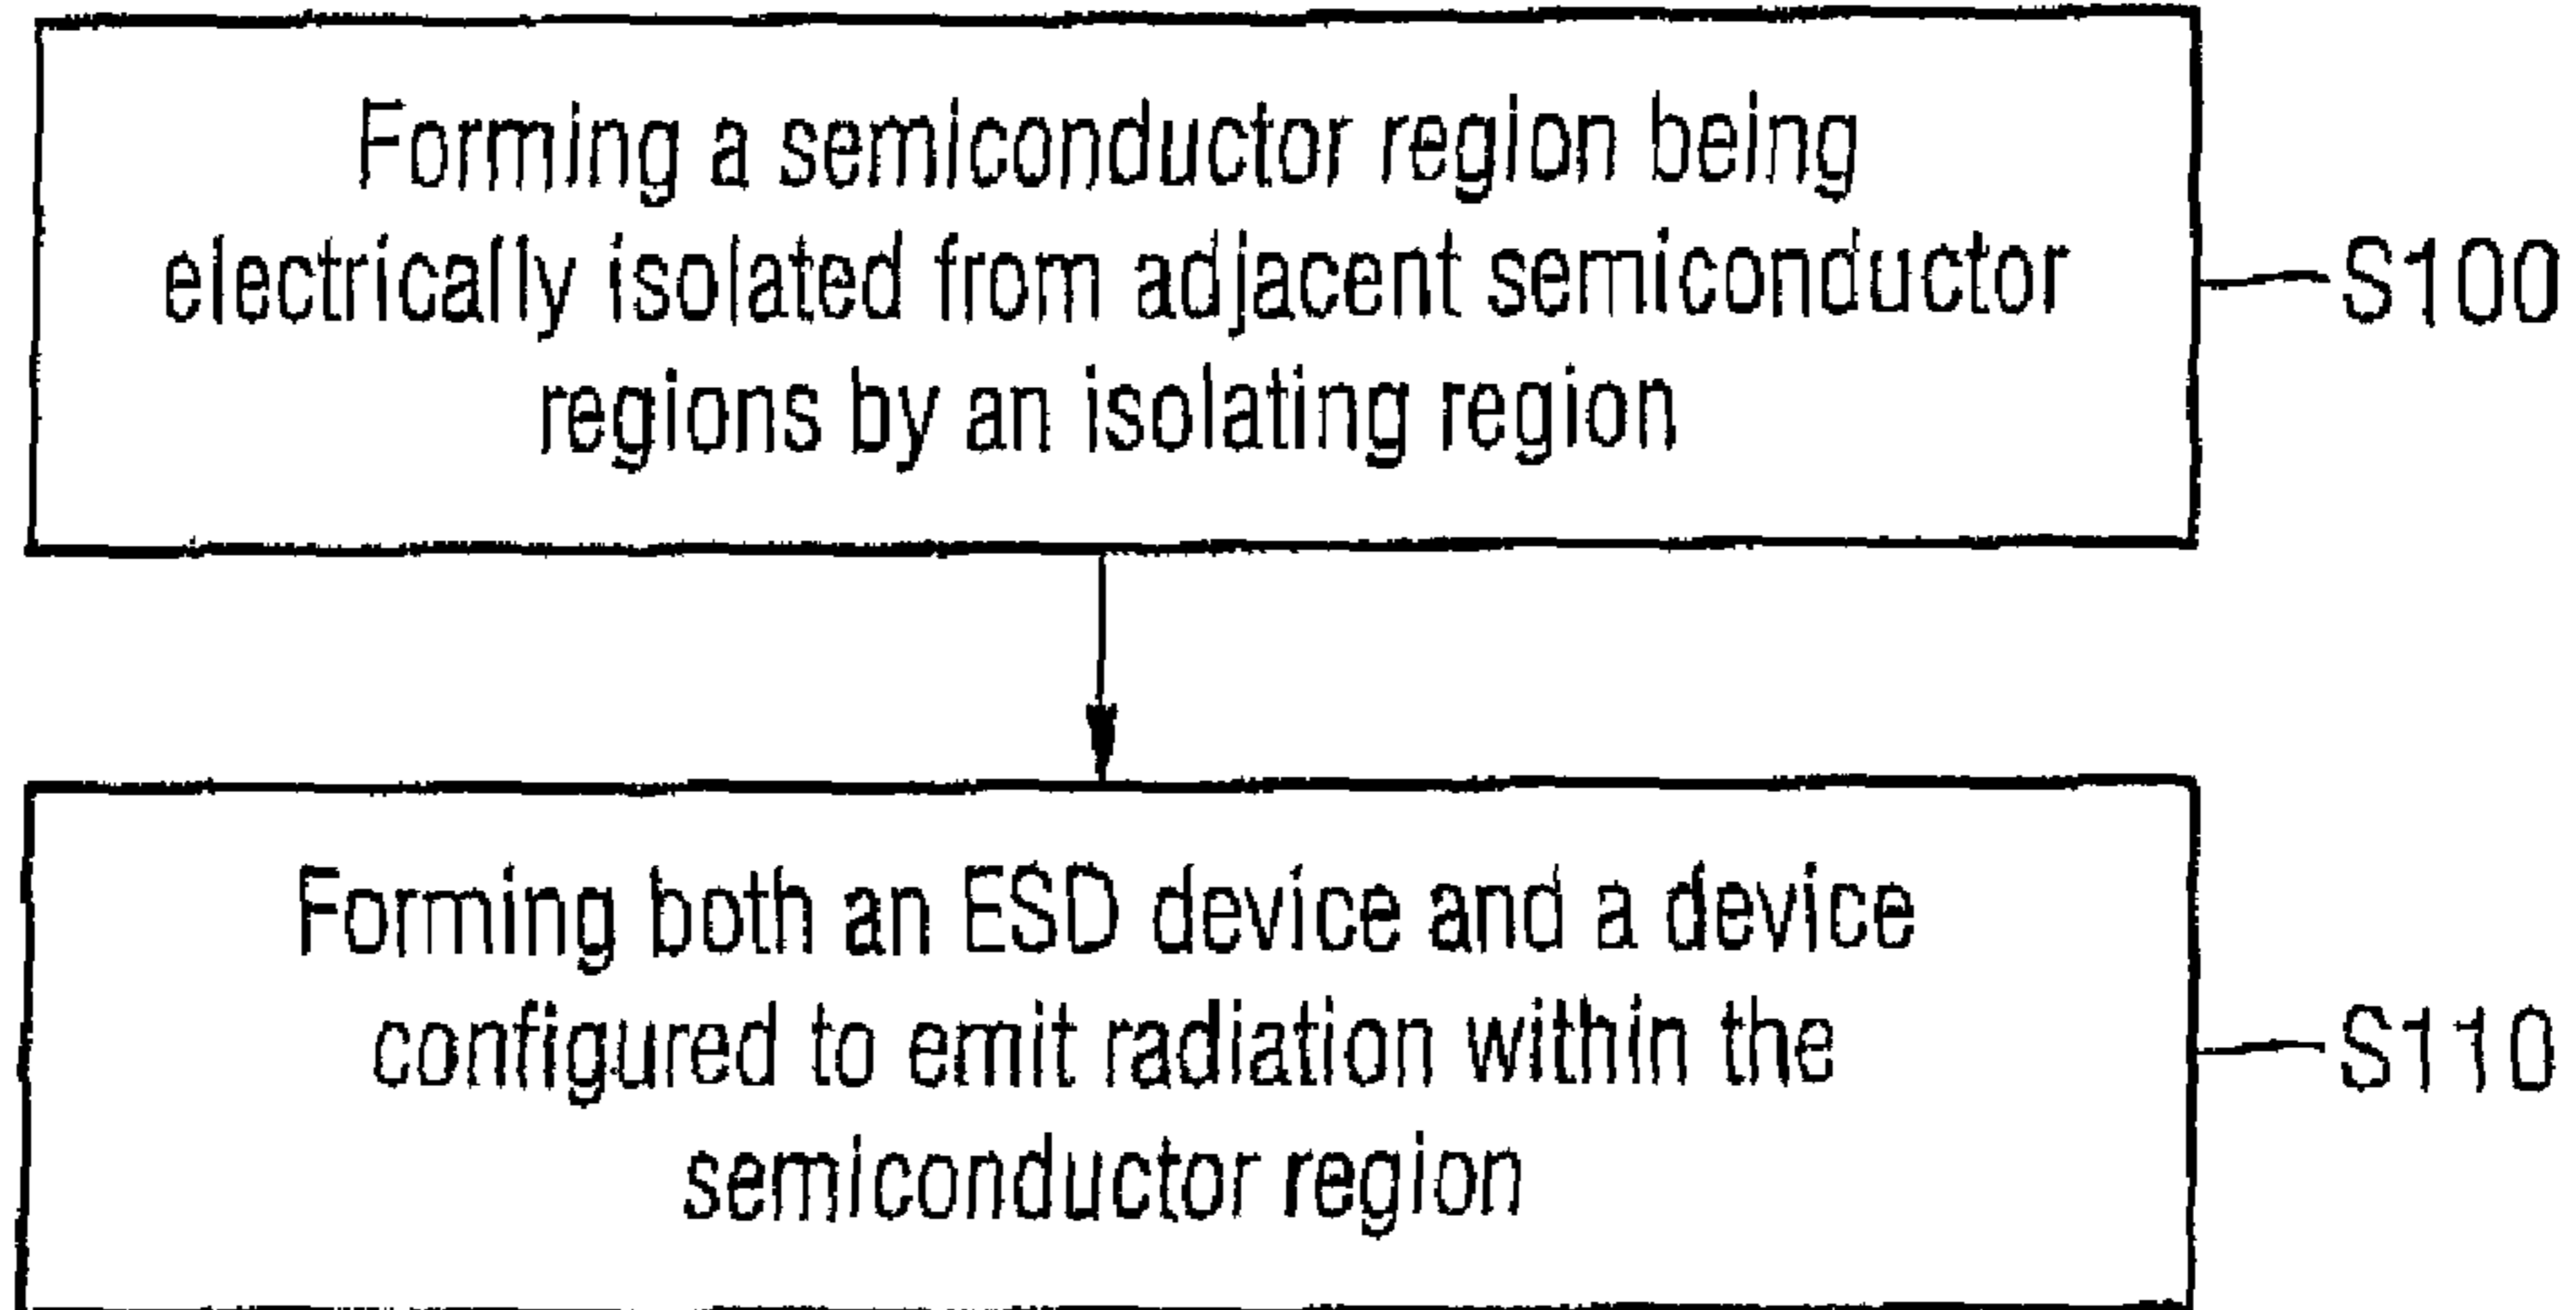 Forming a semiconductor region being
electrically isolated from adjacent semiconductor
regions by an isolating region
S100
Forming both an ESD device and a device
configured to emit radiation within the
semiconductor region
S110